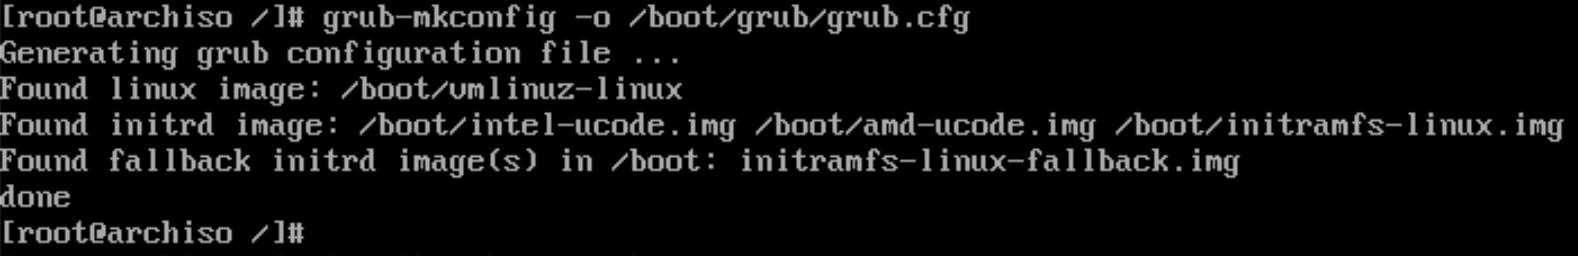 [root@archiso /]# grub-mkconfig -o /boot/grub/grub.cfg
Generating grub configuration file ...
Found linux image: /boot/vmlinuz-linux
Found initrd image: /boot/intel-ucode.img /boot/amd-ucode.img /boot/initramfs-linux.img
Found fallback initrd image(s) in /boot: initramfs-linux-fallback.img
done
[root@archiso /]#